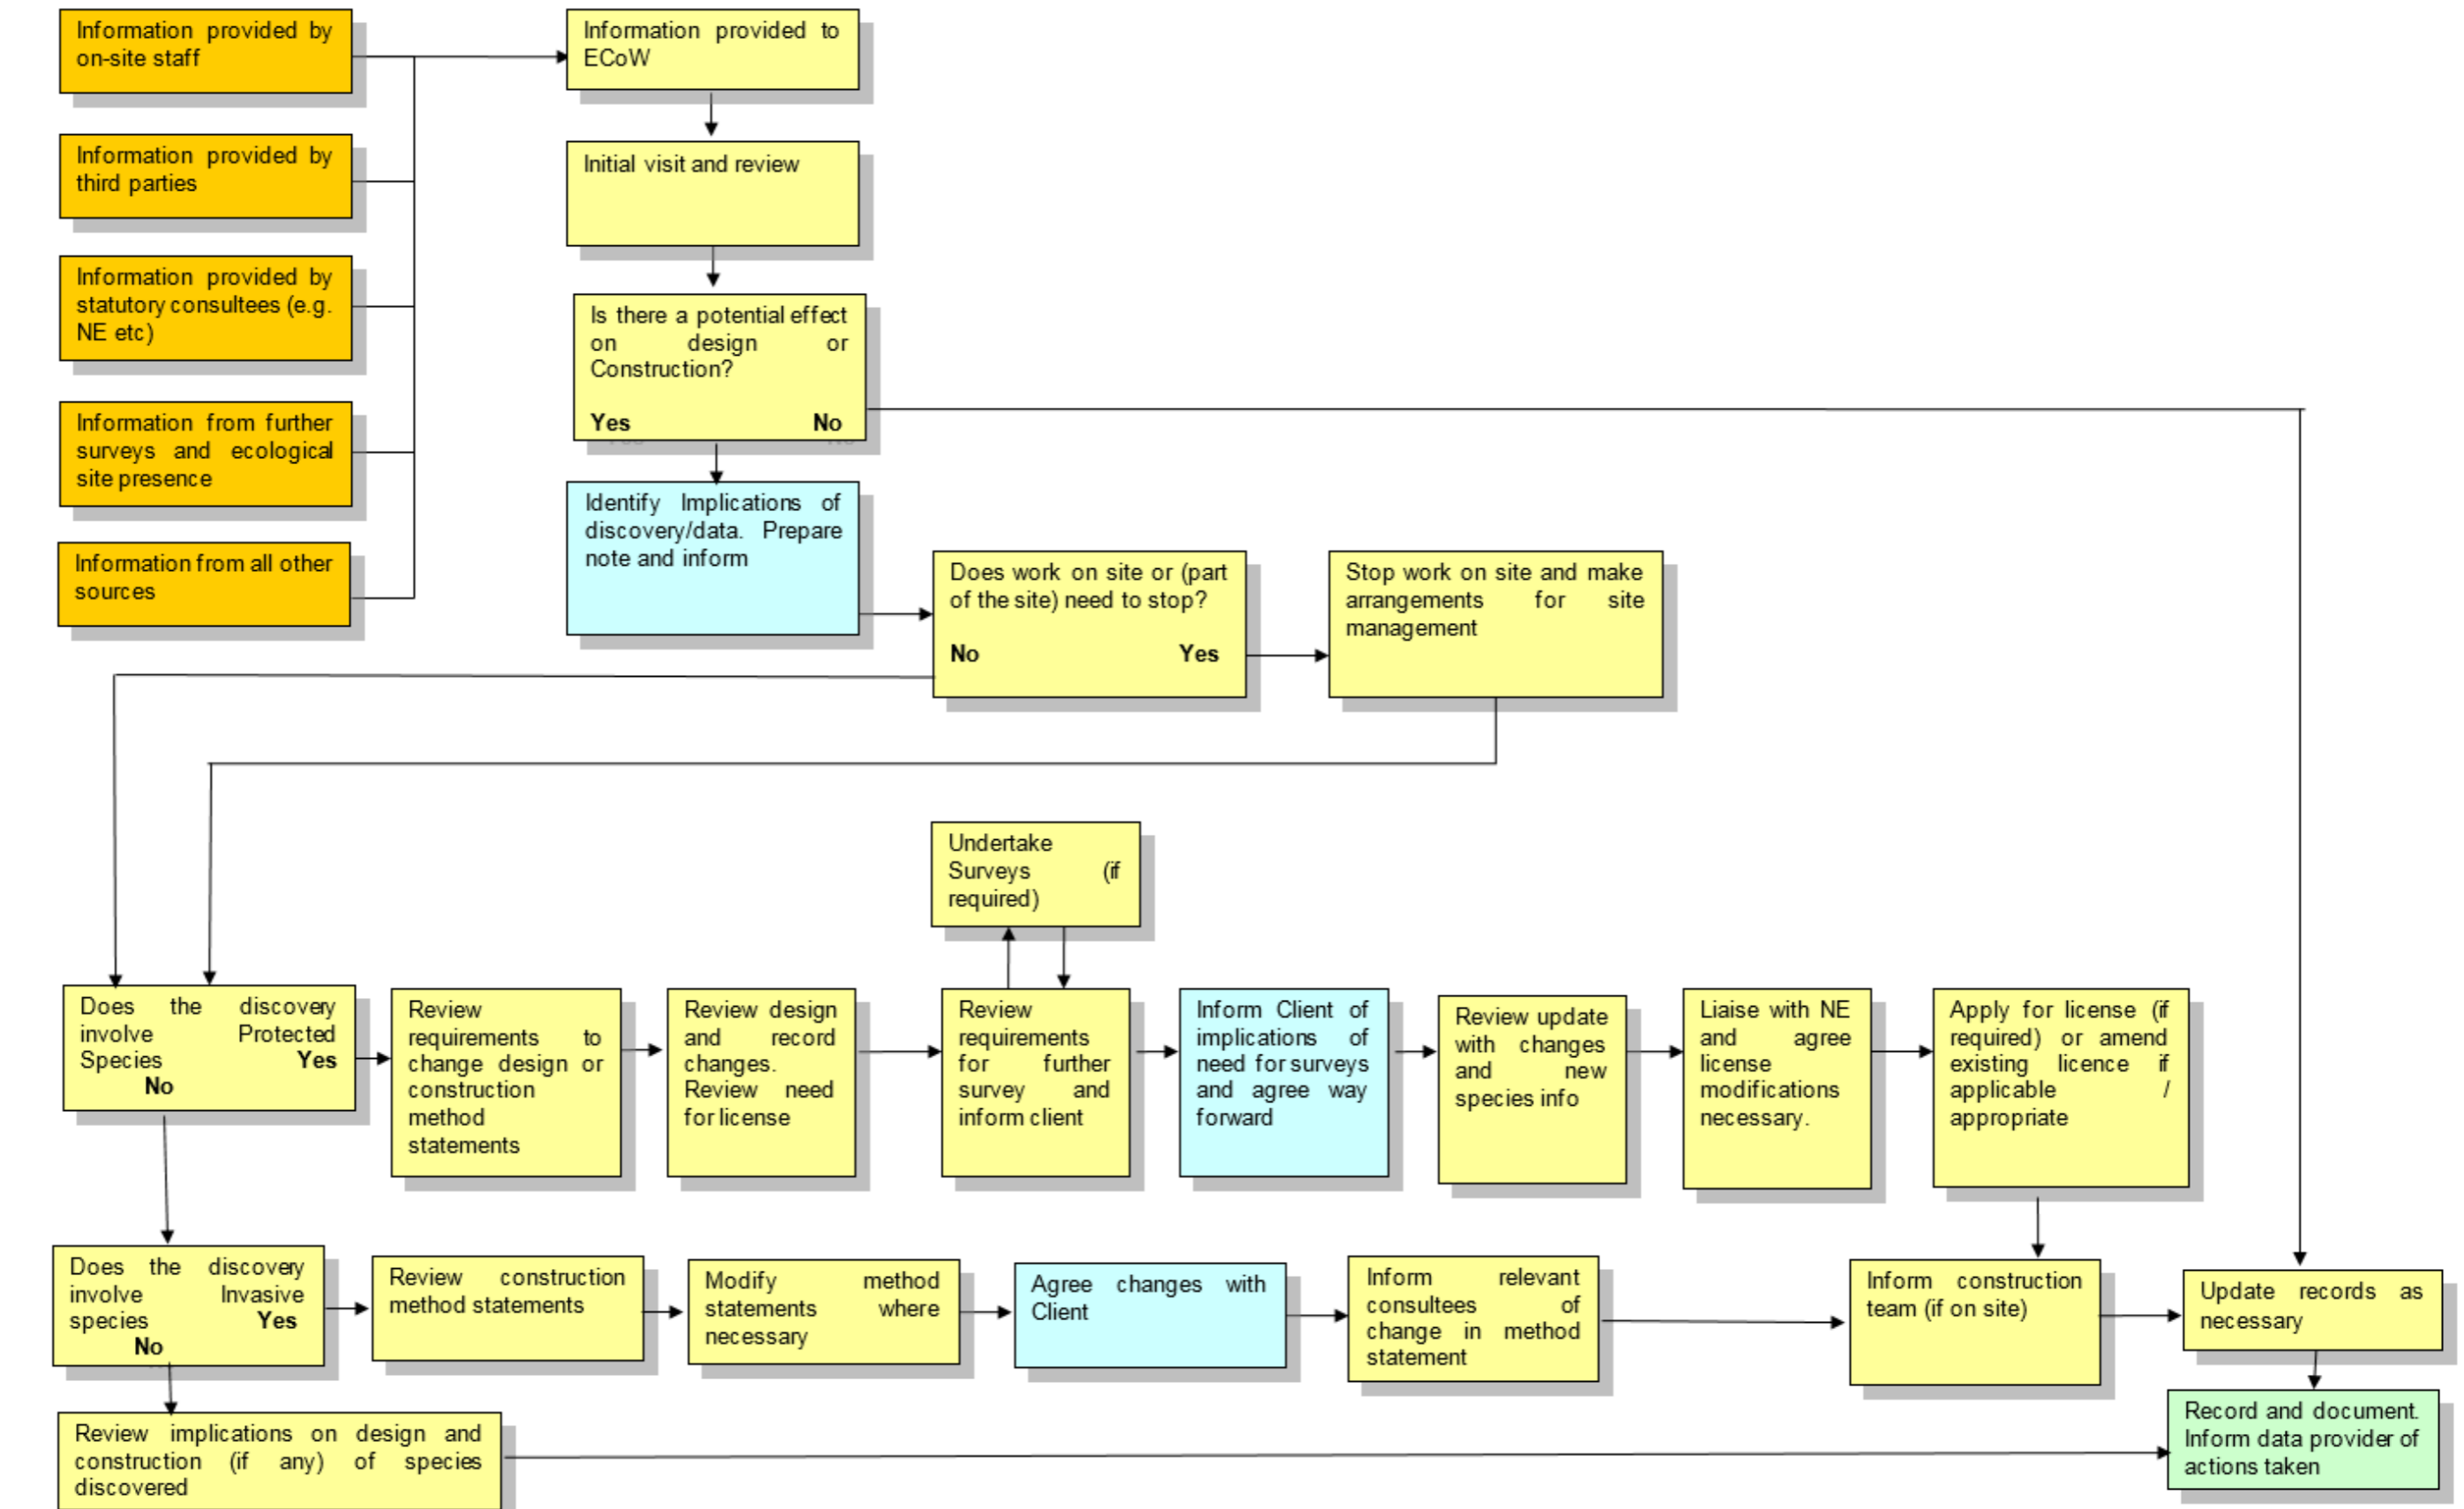 Information provided by
on-site staff
Information provided to
ECoW
Information provided by
third parties
Initial visit and review
Information provided by
statutory consultees (e.g.
NE etc)
Is there a potential effect
on design or
Construction?
Yes No
Information from further
surveys and ecological
site presence
Identify Implications of
discovery/data. Prepare
note and inform
Information from all other
sources
Does work on site or (part
of the site) need to stop?
No Yes
Stop work on site and make
arrangements for site
management
Undertake
Surveys (if
required)
Does the discovery
involve Protected
Species Yes
No
Review
requirements to
change design or
construction
method
statements
Review design
and record
changes.
Review need
for license
Review
requirements
for further
survey and
inform client
Inform Client of
implications of
need for surveys
and agree way
forward
Review update
with changes
and new
species info
Liaise with NE
and agree
license
modifications
necessary.
Apply for license (if
required) or amend
existing licence if
applicable /
appropriate
Does the discovery
involve Invasive
species Yes
No
Review construction
method statements
Modify method
statements where
necessary
Agree changes with
Client
Inform relevant
consultees of
change in method
statement
Inform construction
team (if on site)
Update records as
necessary
Review implications on design and
construction (if any) of species
discovered
Record and document.
Inform data provider of
actions taken